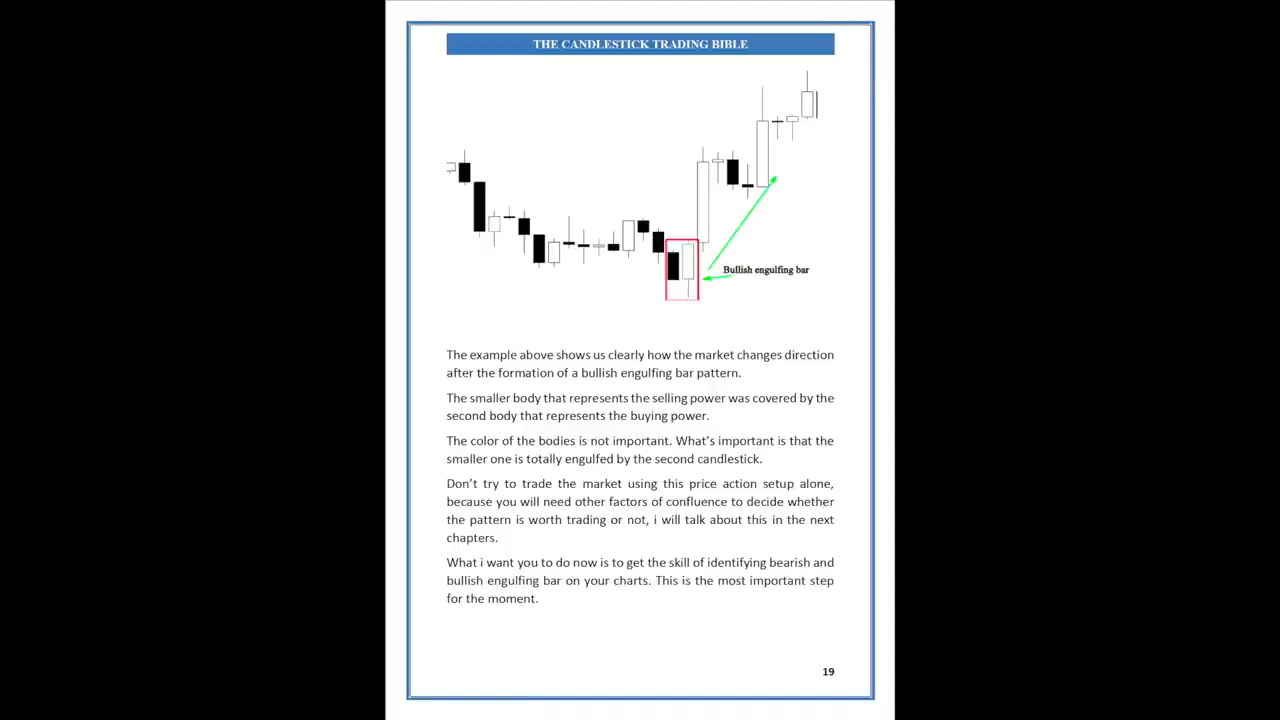 THE CANDLESTICK TRADING BIBLE
Bullish engulfing bar
The example above shows us clearly how the market changes direction
after the formation of a bullish engulfing bar pattern.
The smaller body that represents the selling power was covered by the
second body that represents the buying power.
The color of the bodies is not important. What’s important is that the
smaller one is totally engulfed by the second candlestick.
Don’t try to trade the market using this price action setup alone,
because you will need other factors of confluence to decide whether
the pattern is worth trading or not, i will talk about this in the next
chapters.
What i want you to do now is to get the skill of identifying bearish and
bullish engulfing bar on your charts. This is the most important step
for the moment.
19